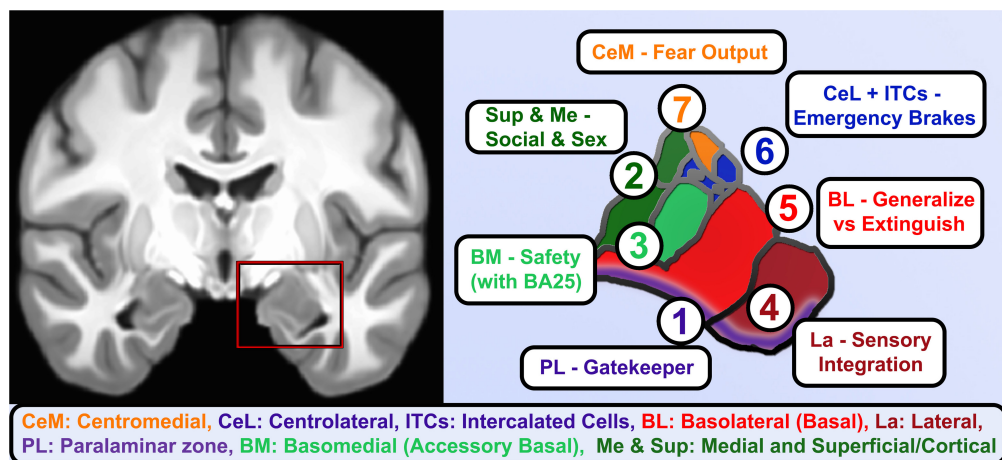 CeM - Fear Output
7
CeL + ITCs -
Emergency Brakes
6
Sup & Me -
Social & Sex
2
5
BL - Generalize
vs Extinguish
3
BM - Safety
(with BA25)
1
4
La - Sensory
Integration
PL - Gatekeeper
CeM: Centromedial, CeL: Centrolateral, ITCs: Intercalated Cells, BL: Basolateral (Basal), La: Lateral,
PL: Paralaminar zone, BM: Basomedial (Accessory Basal), Me & Sup: Medial and Superficial/Cortical